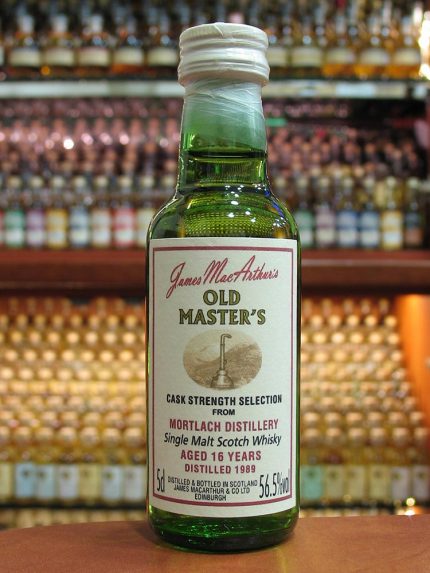 James MacArthur's
OLD
MASTER'S
CASK STRENGTH SELECTION
FROM
MORTLACH DISTILLERY
Single Malt Scotch Whisky
AGED 16 YEARS
DISTILLED 1989
5cl DISTILLED & BOTTLED IN SCOTLAND 56.5%vol
JAMES MACARTHUR & CO LTD
EDINBURGH